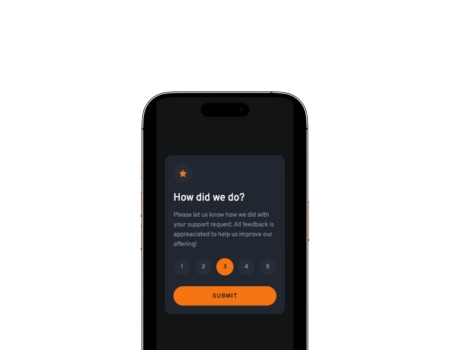 How did we do?
Please let us know how we did with
your support request. All feedback is
appreaciated to help us improve our
offering!
1 2 3 4 5
SUBMIT